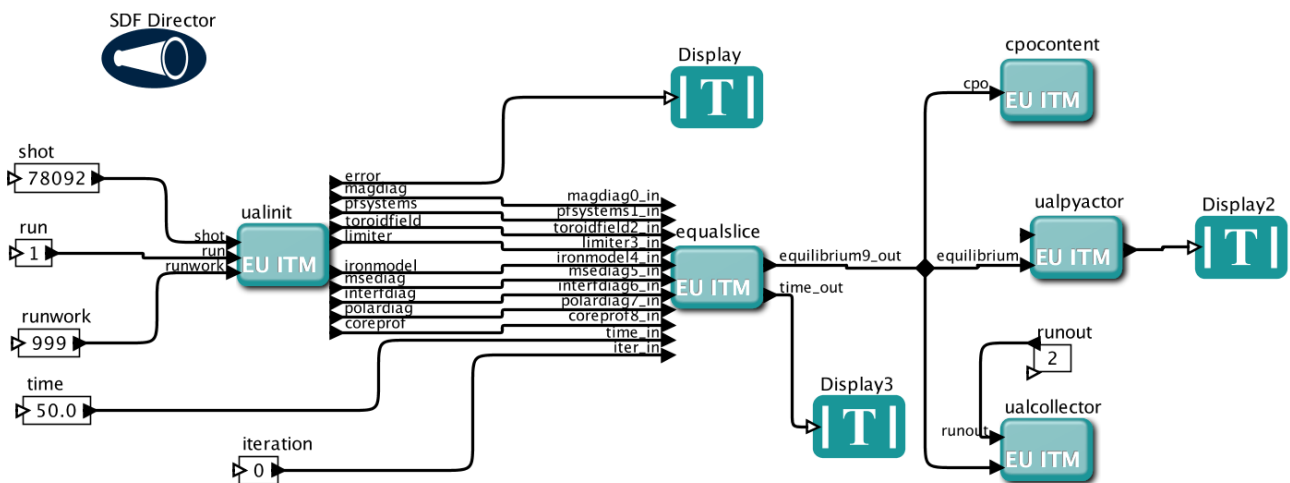 SDF Director
Display
T
cpocontent
cpo
EU ITM
shot
78092
error
magdiag
pfsystems
toroidfield
limiter
ironmodel
msediag
interfdiag
polardiag
coreprof
ualinit
shot
run
runwork
EU ITM
run
1
runwork
999
time
50.0
iteration
0
magdiag0_in
pfsystems1_in
toroidfield2_in
limiter3_in
ironmodel4_in
msediag5_in
interfdiag6_in
polardiag7_in
coreprof8_in
time_in
iter_in
equalslice
EU ITM
equilibrium9_out
time_out
equilibrium
ualpyactor
EU ITM
Display2
T
Display3
T
runout
2
ualcollector
runout
EU ITM